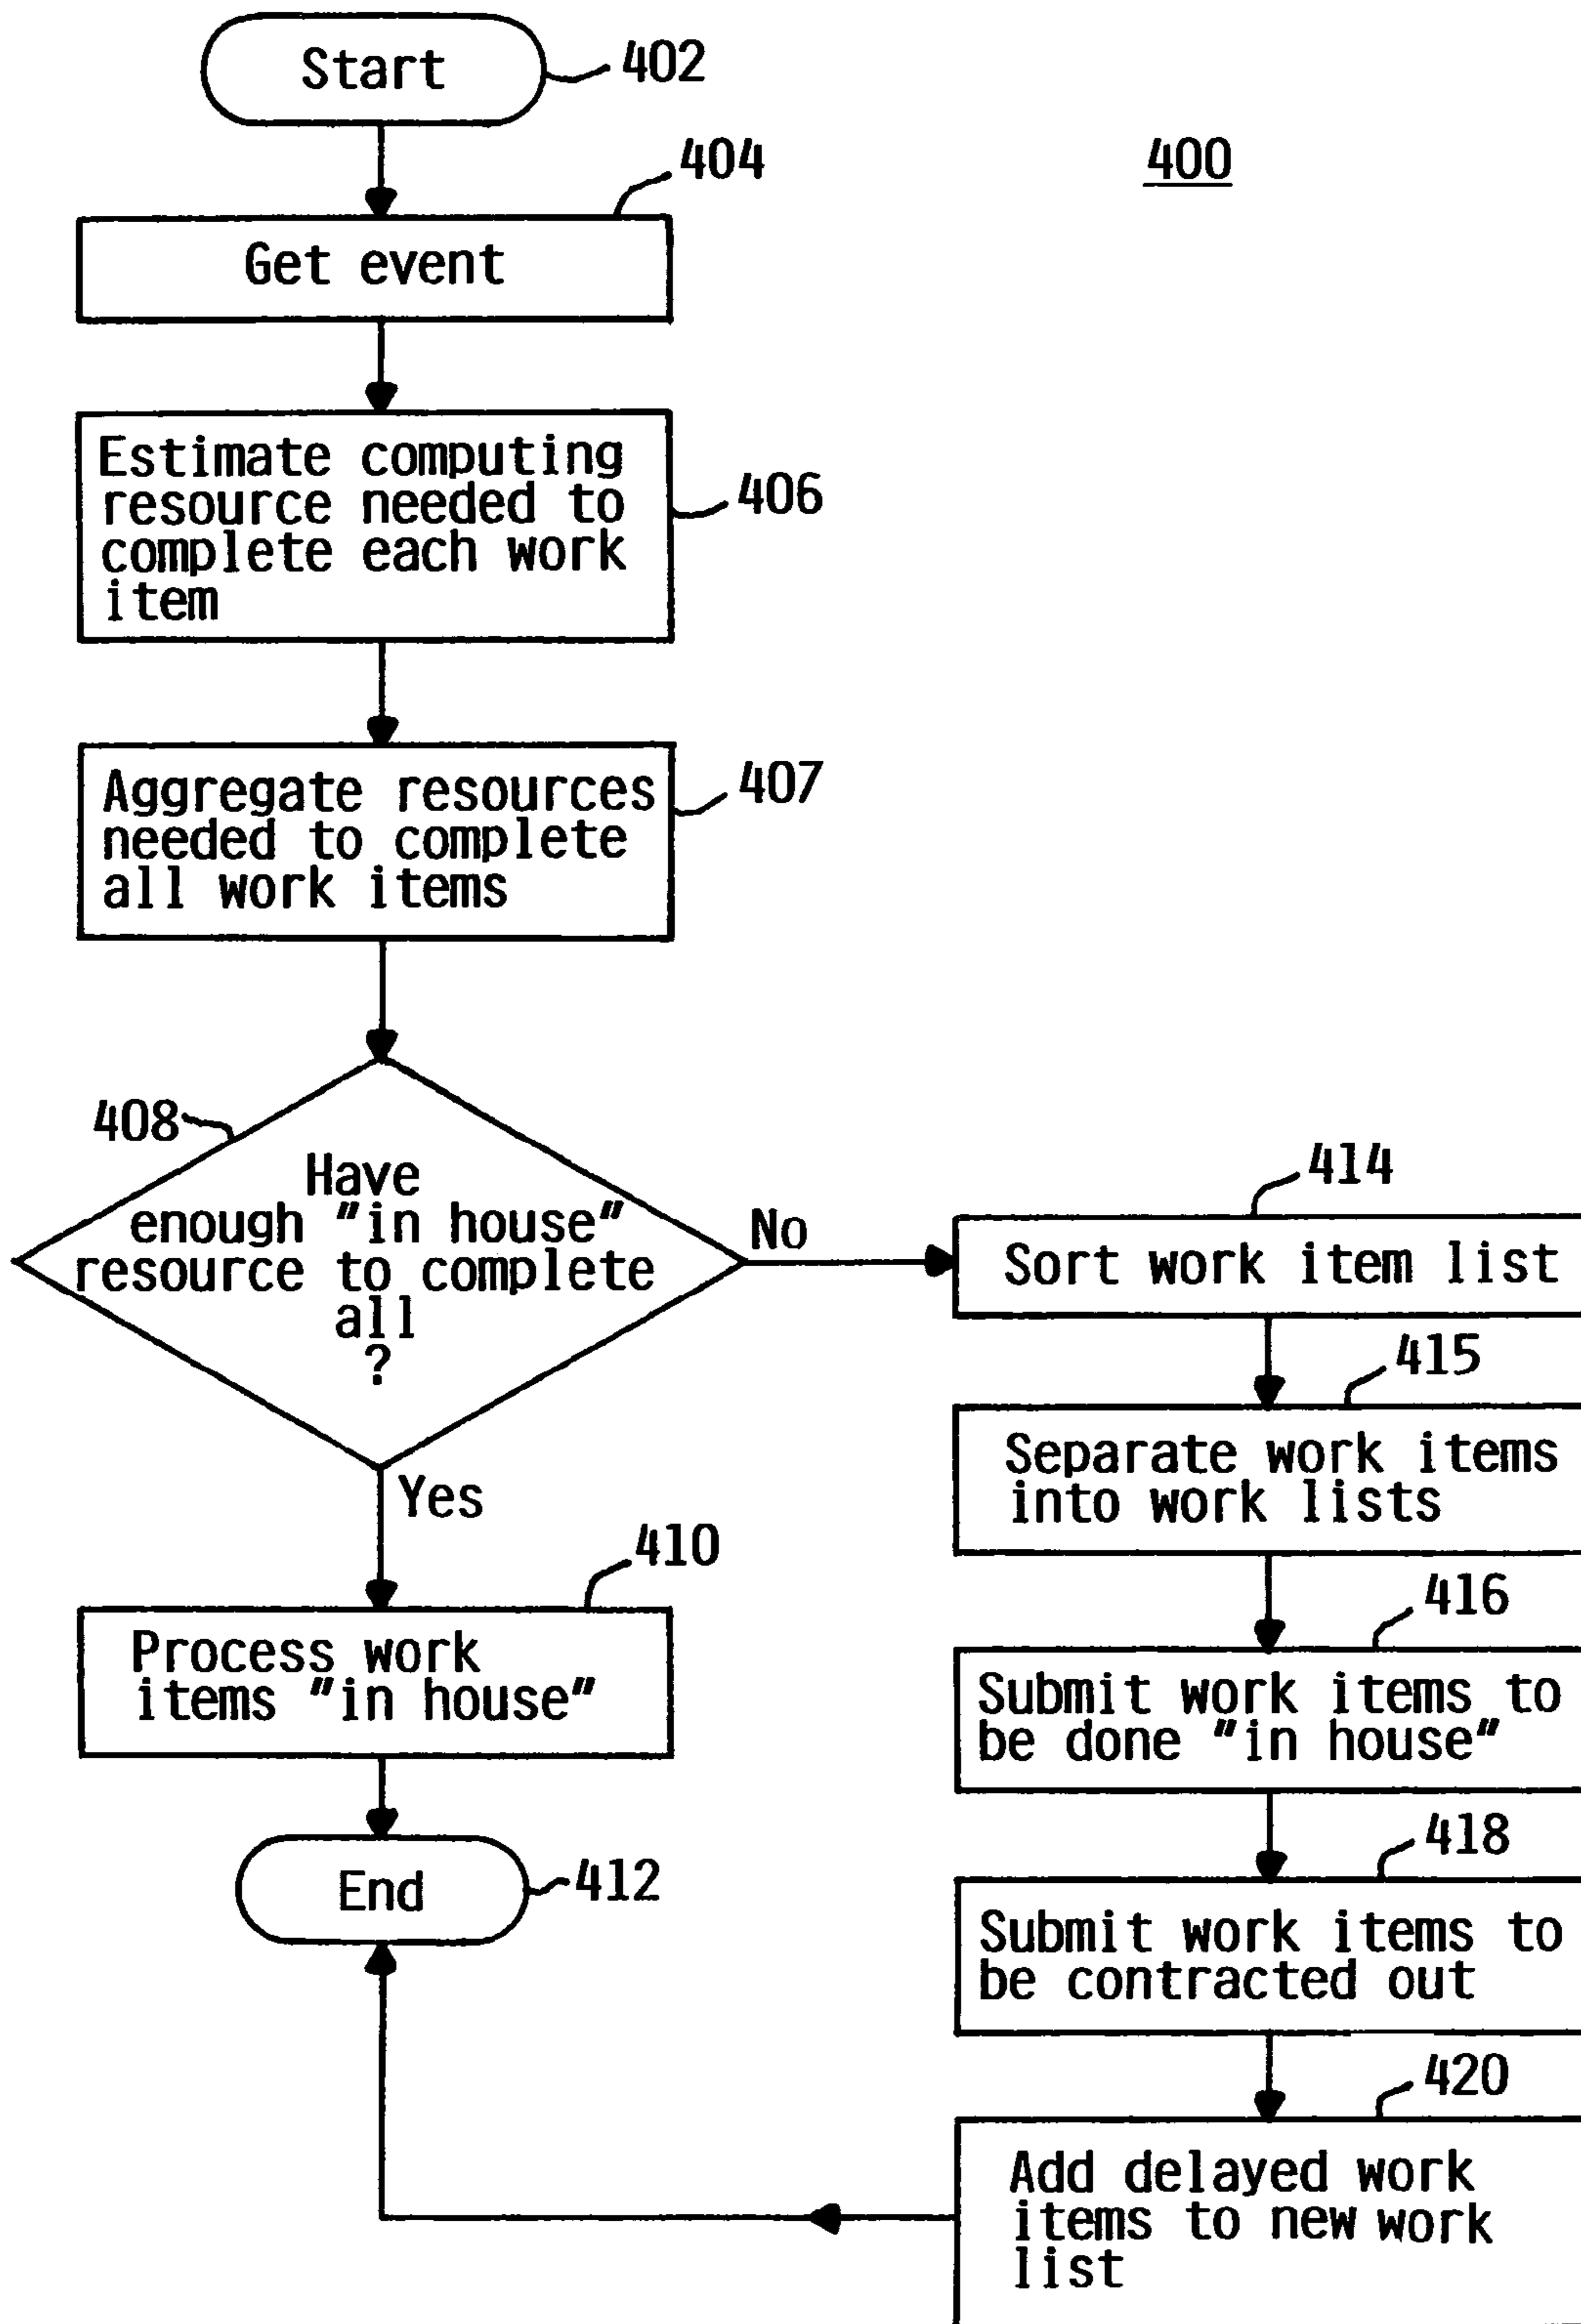 Start
402
400
404
Get event
Estimate computing
resource needed to
complete each work
item
406
Aggregate resources
needed to complete
all work items
407
408
Have
enough "in house"
resource to complete
all
?
No
Yes
410
Process work
items "in house"
End
412
414
Sort work item list
415
Separate work items
into work lists
416
Submit work items to
be done "in house"
418
Submit work items to
be contracted out
420
Add delayed work
items to new work
list